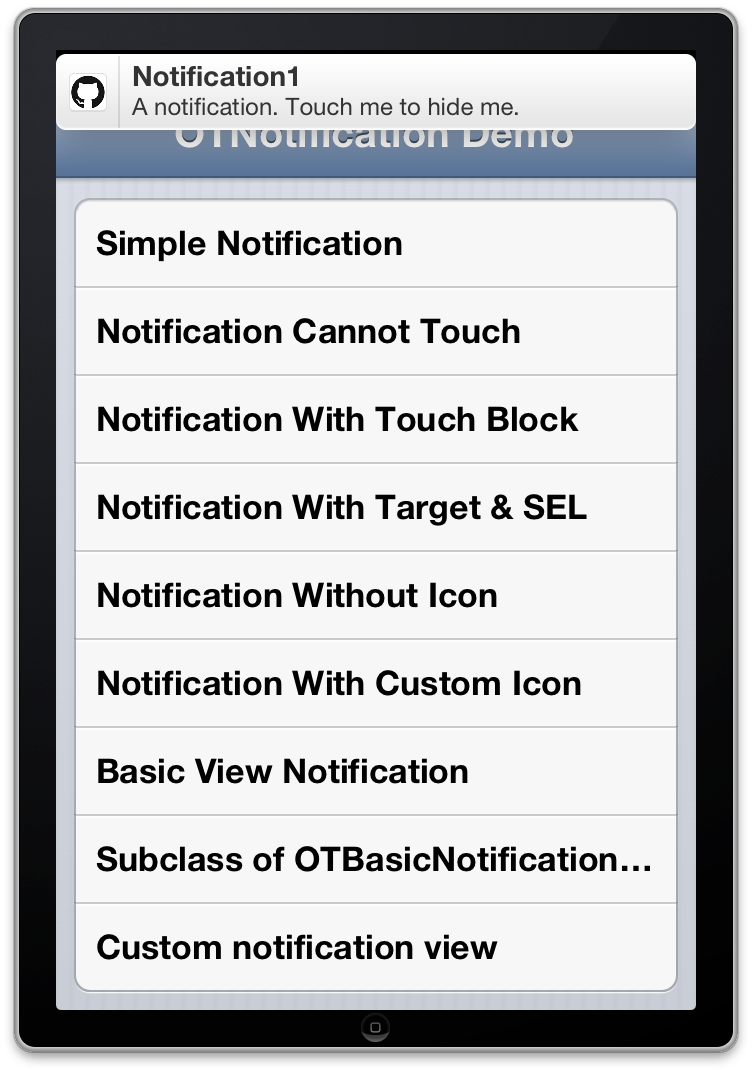 Notification1
A notification. Touch me to hide me.
OTNotification Demo
Simple Notification
Notification Cannot Touch
Notification With Touch Block
Notification With Target & SEL
Notification Without Icon
Notification With Custom Icon
Basic View Notification
Subclass of OTBasicNotification...
Custom notification view